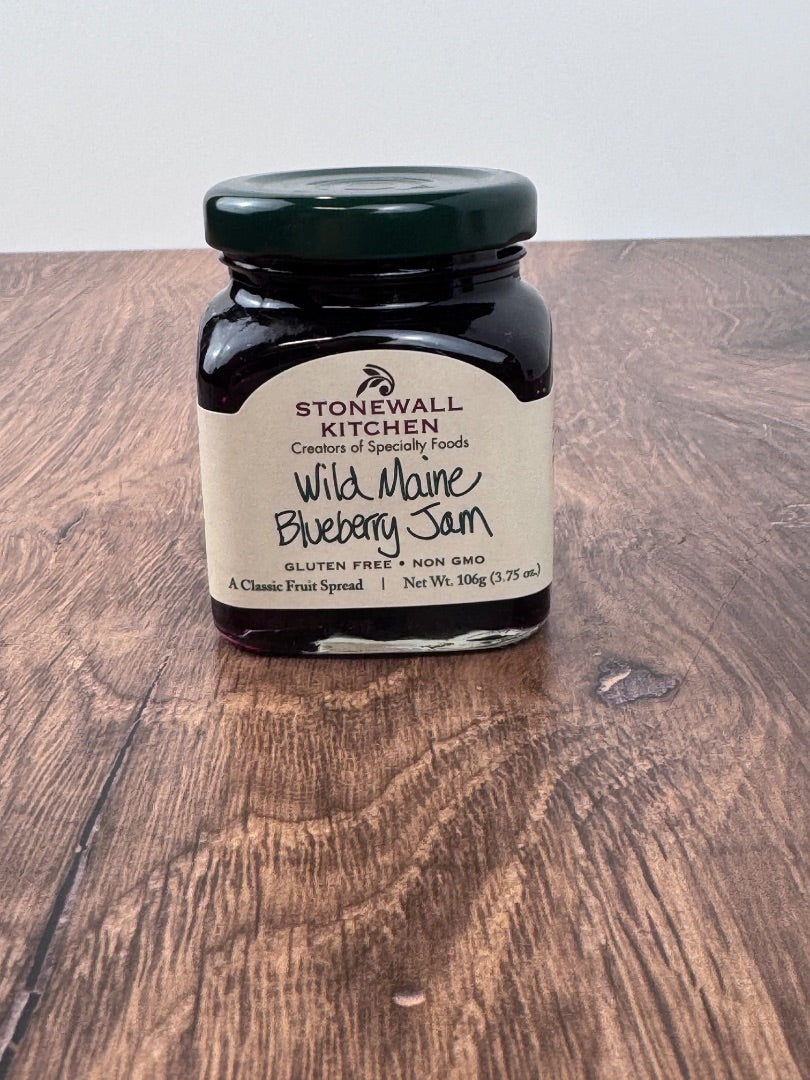 STONEWALL
KITCHEN
Creators of Specialty Foods
Wild Maine
Blueberry Jam
GLUTEN FREE • NON GMO
A Classic Fruit Spread | Net Wt. 106g (3.75 oz.)